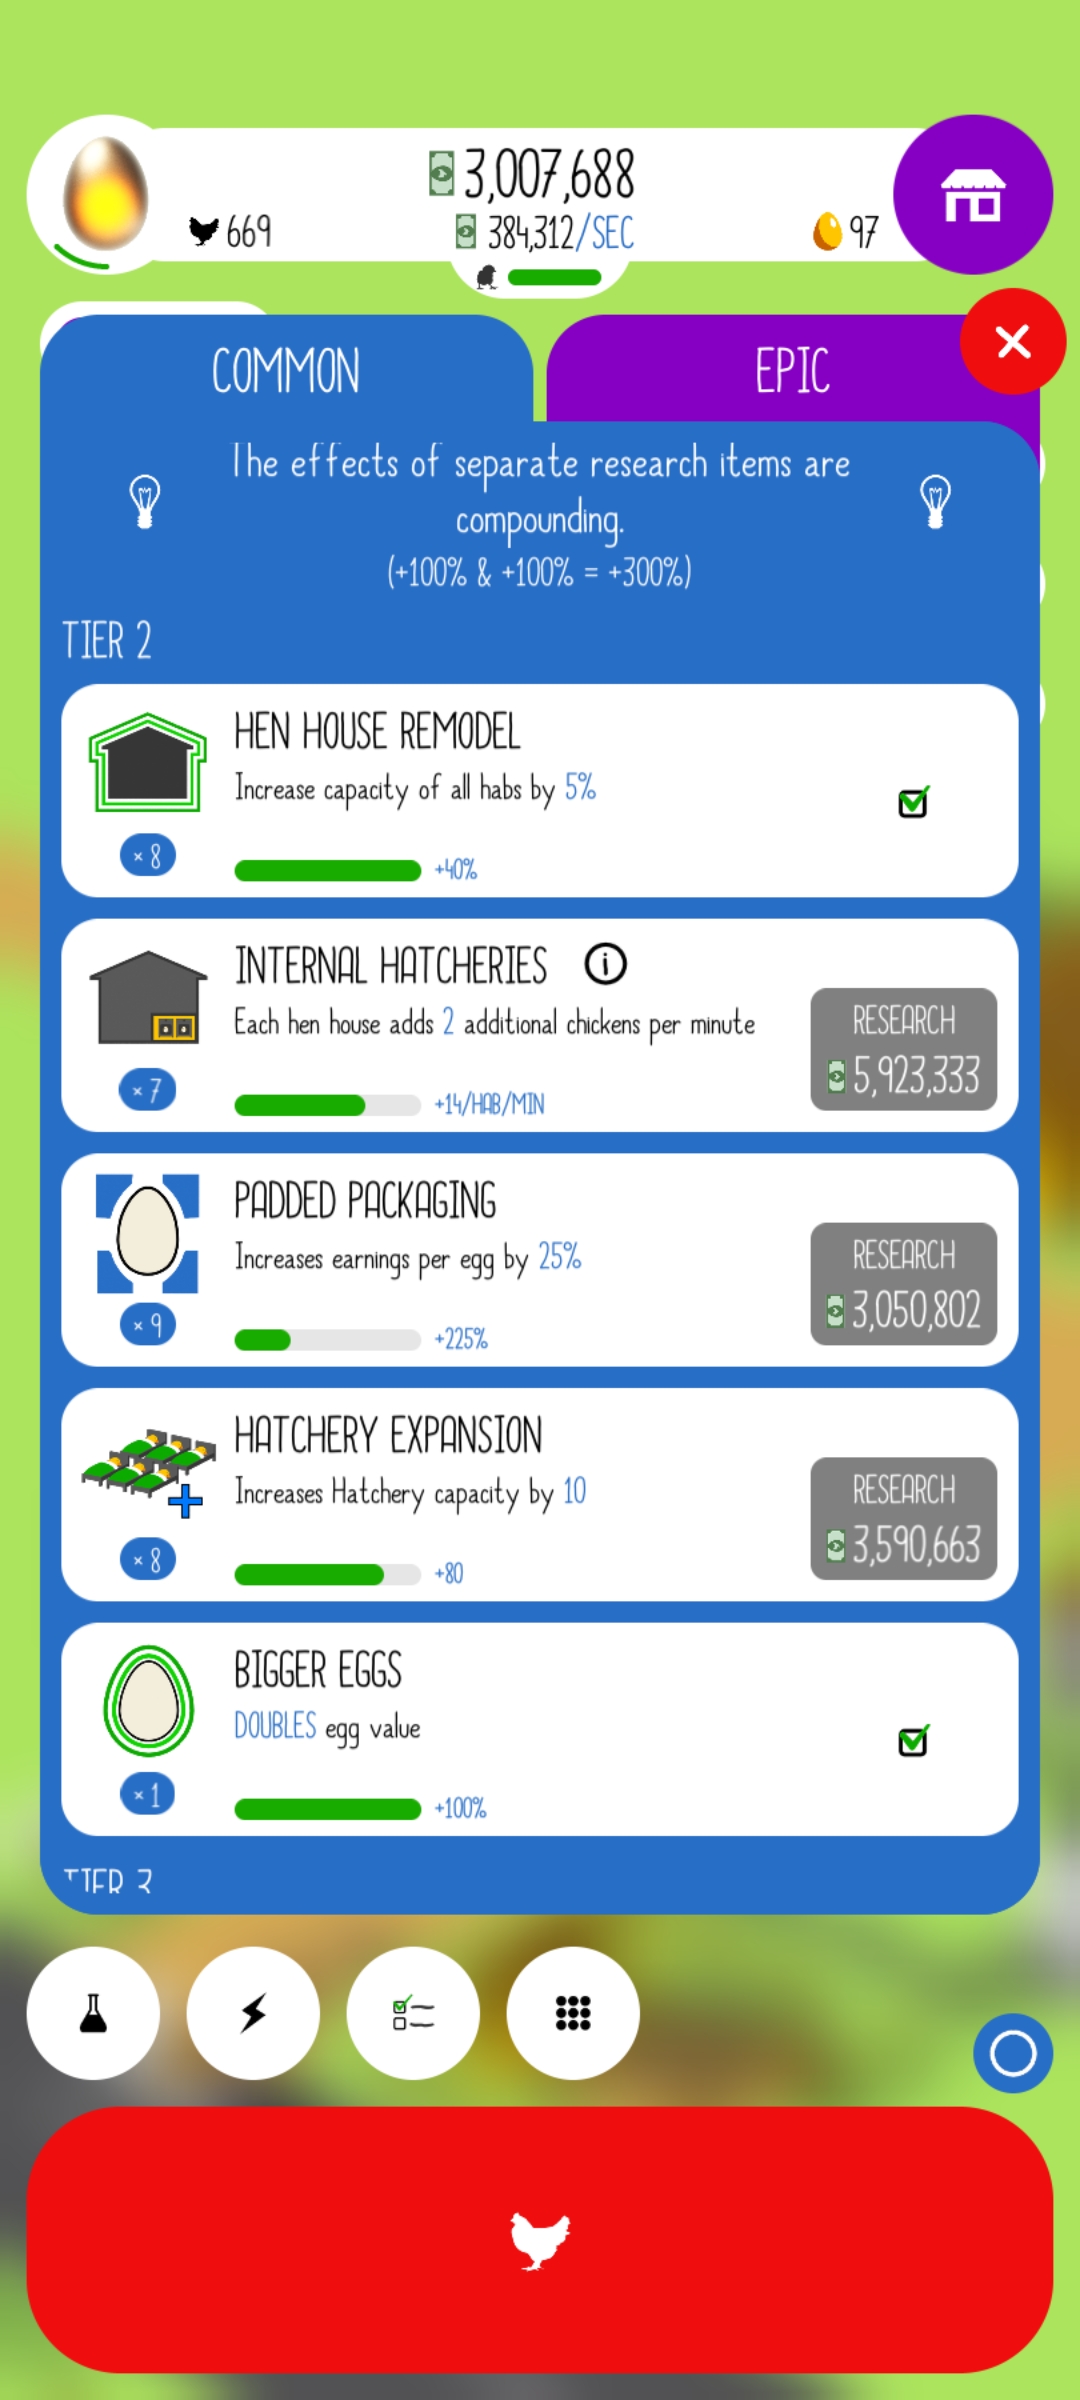 3,007,688
669
384,312/SEC
97
COMMON
EPIC
The effects of separate research items are
compounding.
(+100% & +100% = +300%)
TIER 2
HEN HOUSE REMODEL
Increase capacity of all habs by 5%
× 8
+40%
INTERNAL HATCHERIES
Each hen house adds 2 additional chickens per minute
RESEARCH
5,923,333
× 7
+14/HAB/MIN
PADDED PACKAGING
Increases earnings per egg by 25%
RESEARCH
3,050,802
× 9
+225%
HATCHERY EXPANSION
Increases Hatchery capacity by 10
RESEARCH
3,590,663
× 8
+80
BIGGER EGGS
DOUBLES egg value
× 1
+100%
TIER 3